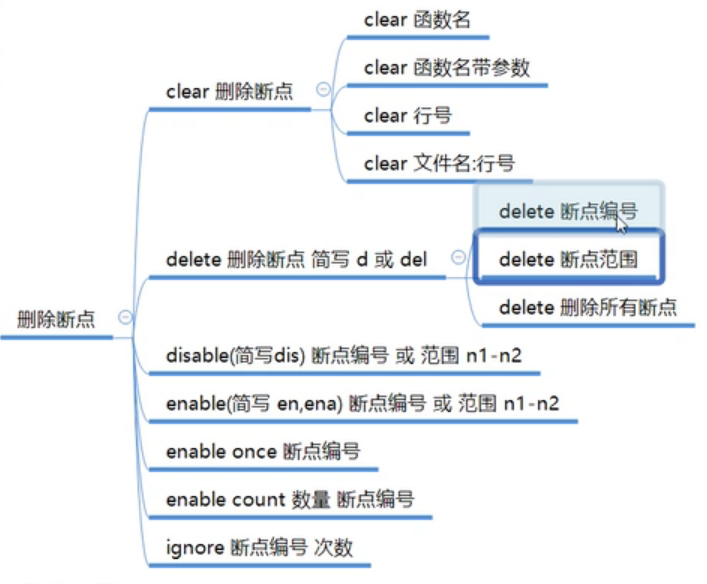 clear 函数名
clear 函数名带参数
clear 删除断点
clear 行号
clear 文件名:行号
delete 断点编号
delete 删除断点 简写 d 或 del
delete 断点范围
delete 删除所有断点
删除断点
disable(简写dis) 断点编号 或 范围 n1-n2
enable(简写 en,ena) 断点编号 或 范围 n1-n2
enable once 断点编号
enable count 数量 断点编号
ignore 断点编号 次数